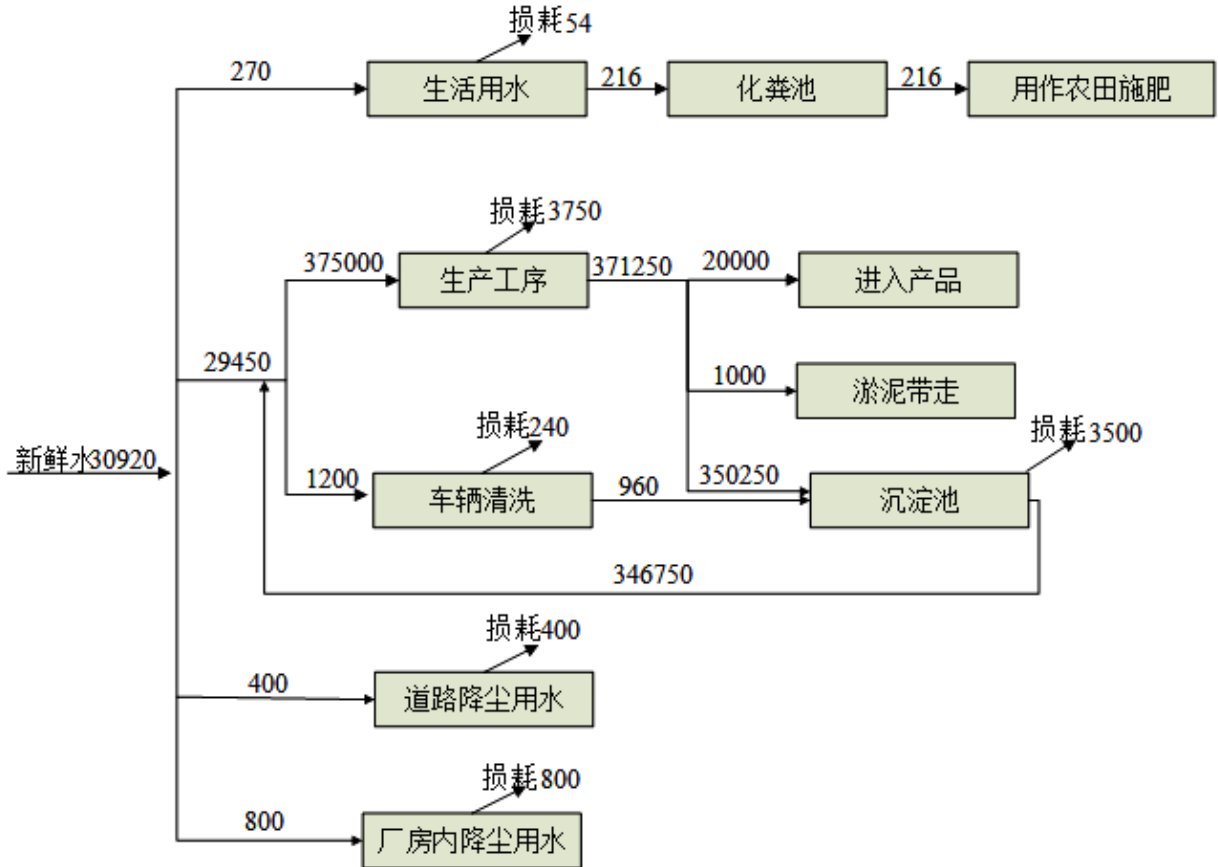 损耗54
270
生活用水
216
化粪池
216
用作农田施肥
损耗3750
375000
生产工序
371250
20000
进入产品
29450
1000
淤泥带走
损耗240
损耗3500
新鲜水30920
1200
车辆清洗
960
350250
沉淀池
346750
损耗400
400
道路降尘用水
损耗800
800
厂房内降尘用水